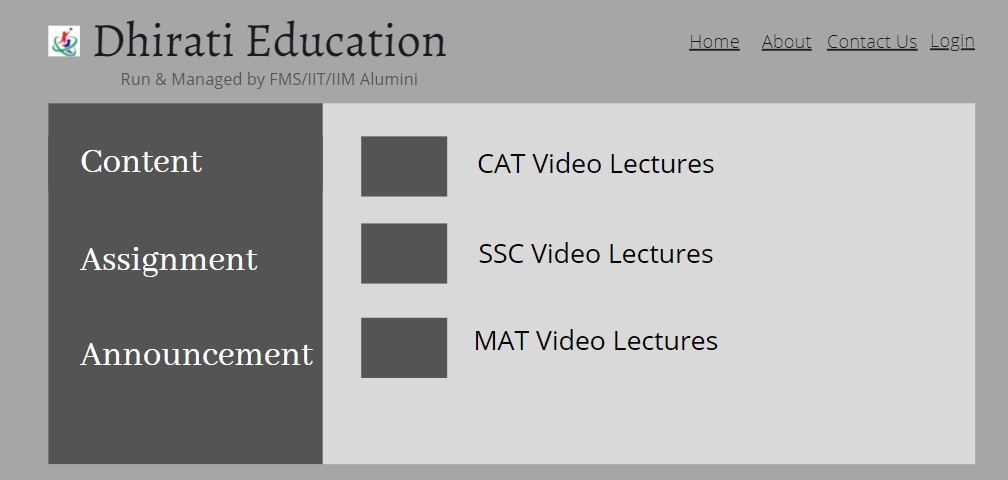 Dhirati Education
Run & Managed by FMS/IIT/IIM Alumini
Home About Contact Us Login
Content
Assignment
Announcement
CAT Video Lectures
SSC Video Lectures
MAT Video Lectures